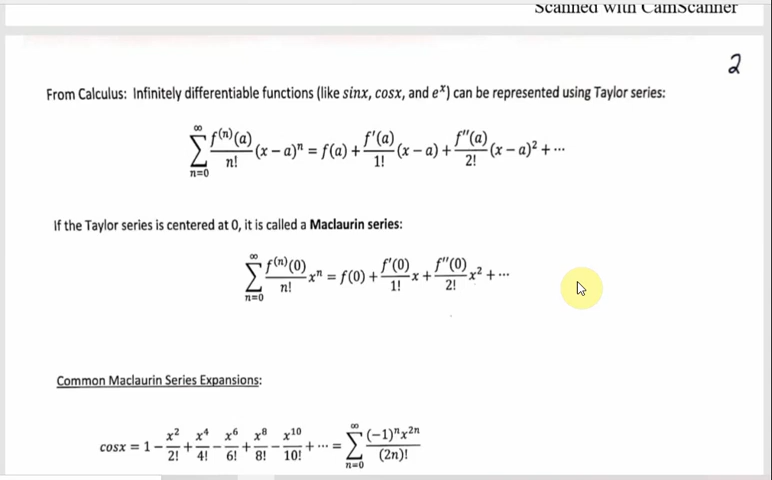 Scanned with CamScanner
2
From Calculus: Infinitely differentiable functions (like sinx, cosx, and eˣ) can be represented using Taylor series:
∑_{n=0}^{∞} f⁽ⁿ⁾(a)/n! (x − a)ⁿ = f(a) + f′(a)/1! (x − a) + f″(a)/2! (x − a)² + ⋯
If the Taylor series is centered at 0, it is called a Maclaurin series:
∑_{n=0}^{∞} f⁽ⁿ⁾(0)/n! xⁿ = f(0) + f′(0)/1! x + f″(0)/2! x² + ⋯
Common Maclaurin Series Expansions:
cosx = 1 − x²/2! + x⁴/4! − x⁶/6! + x⁸/8! − x¹⁰/10! + ⋯ = ∑_{n=0}^{∞} (−1)ⁿx²ⁿ/(2n)!